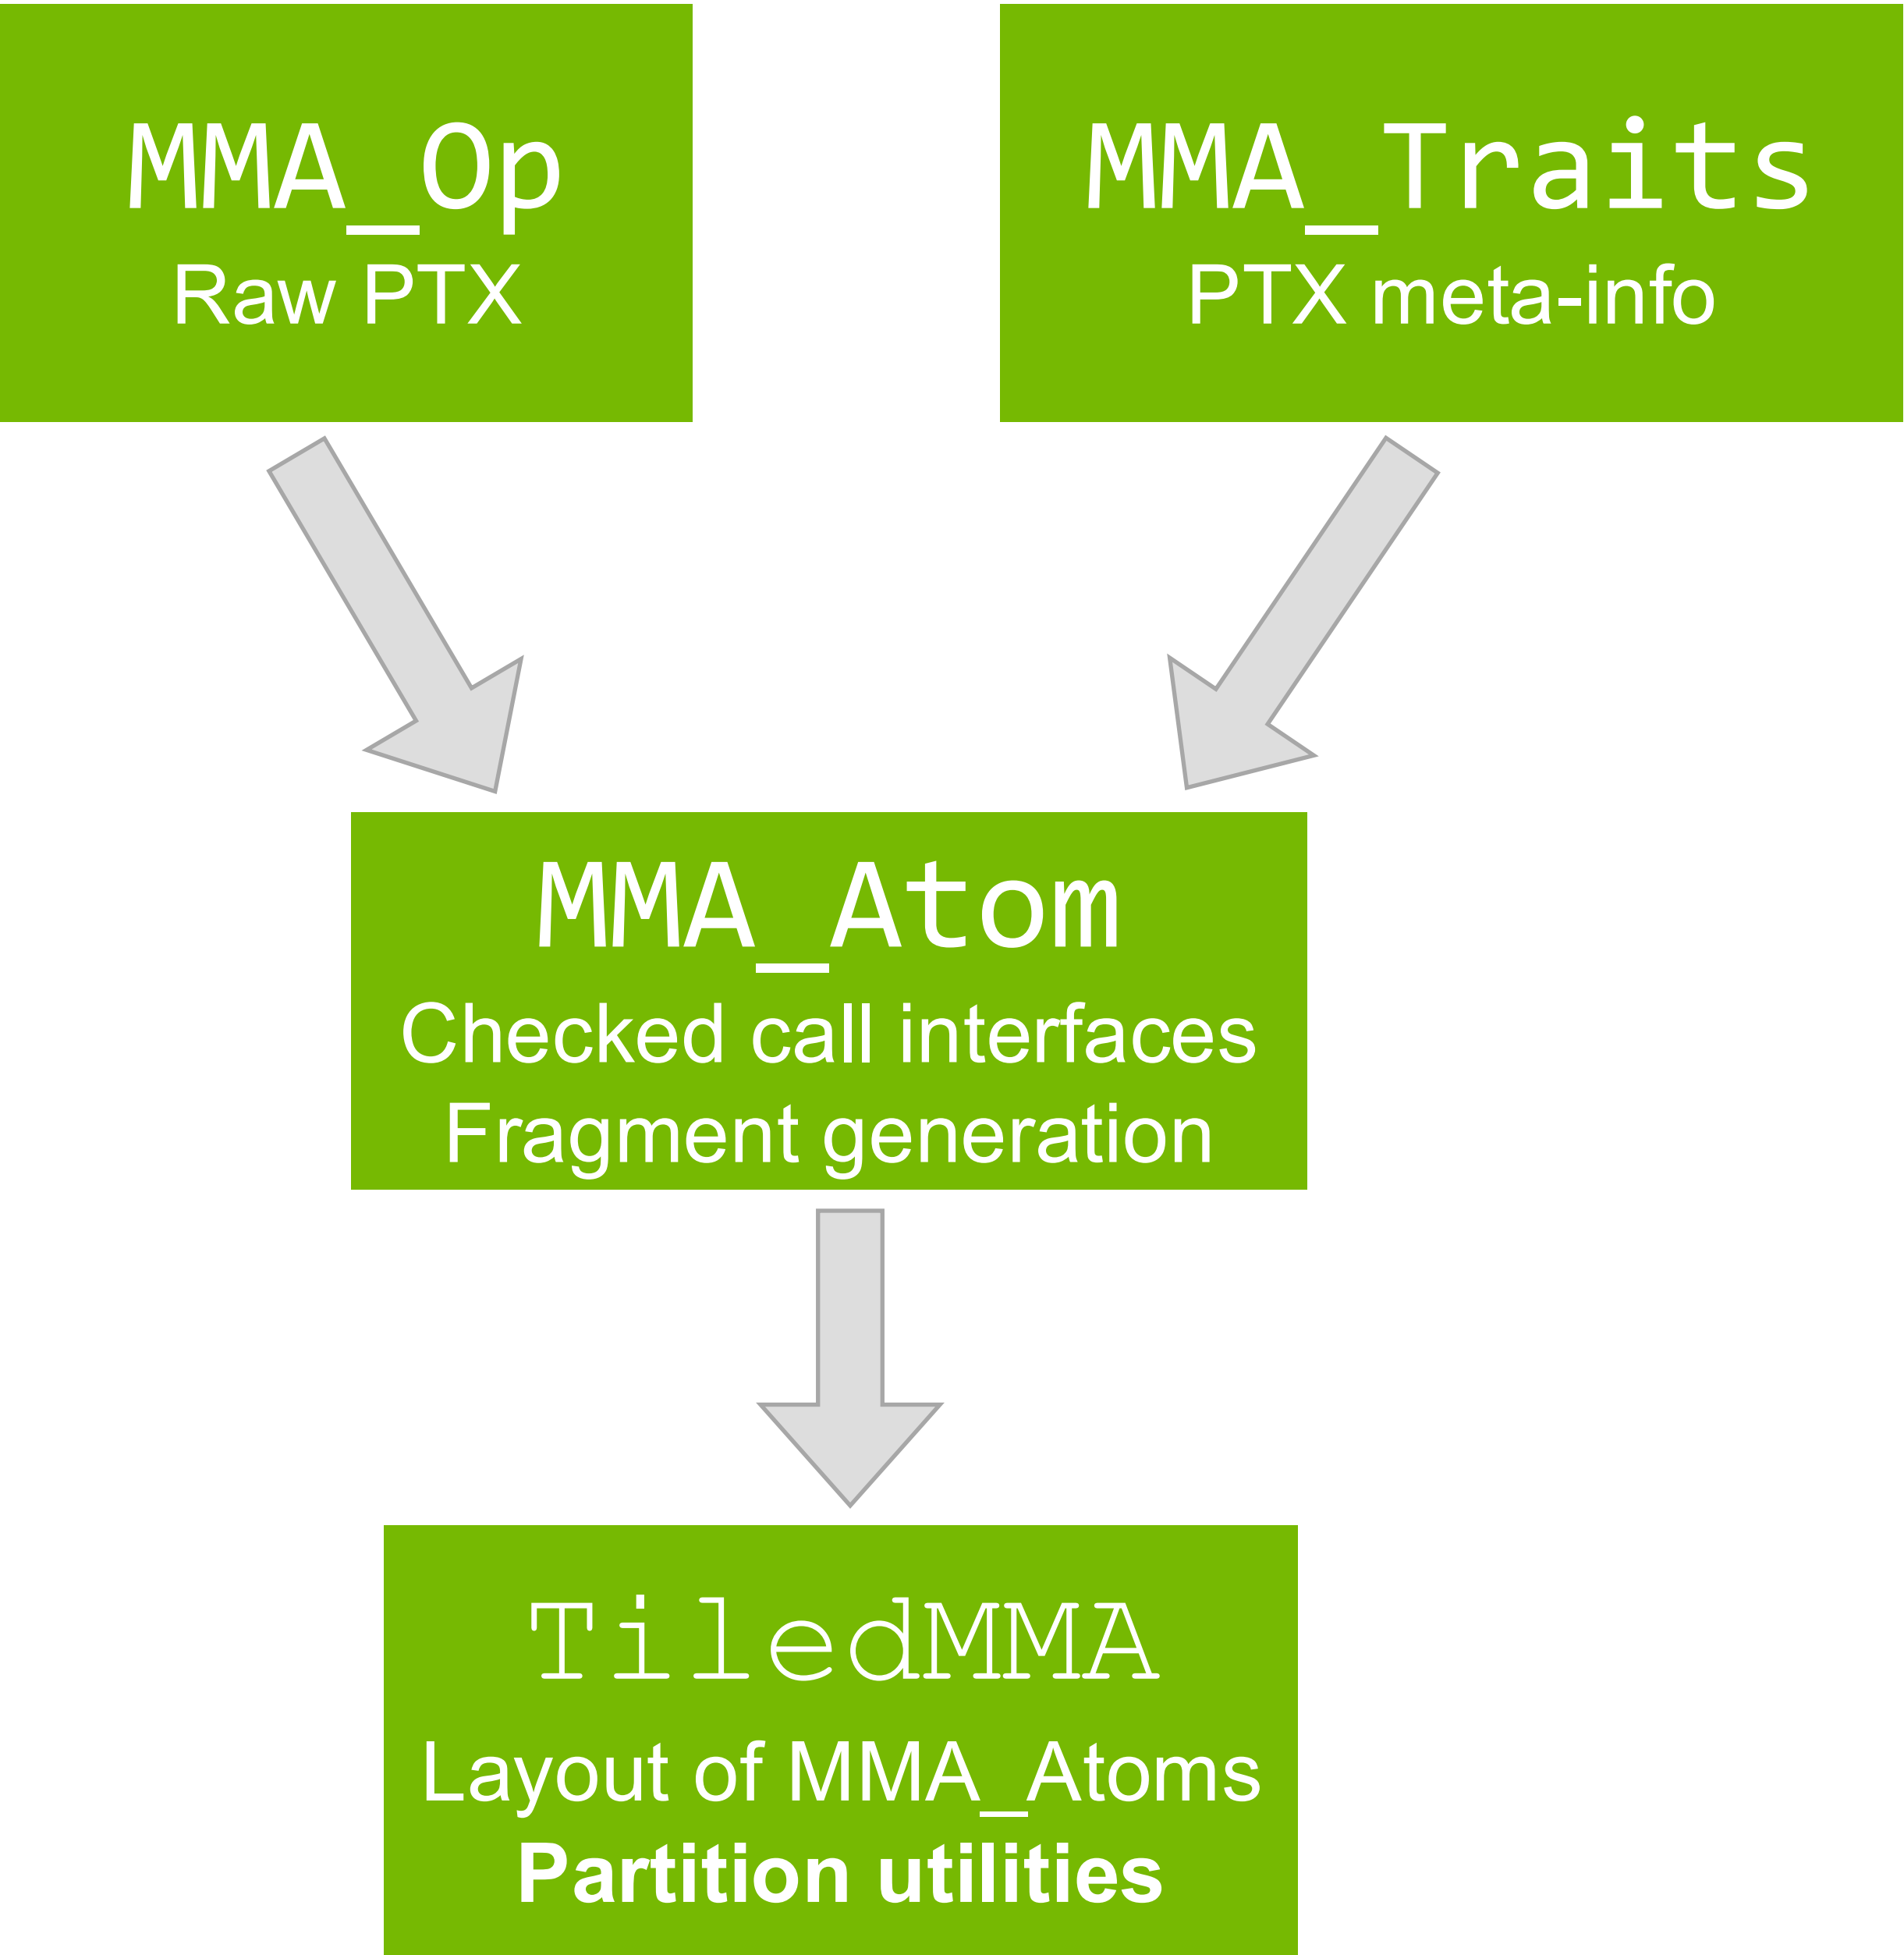 MMA_Op
Raw PTX
MMA_Traits
PTX meta-info
MMA_Atom
Checked call interfaces
Fragment generation
TiledMMA
Layout of MMA_Atoms
Partition utilities